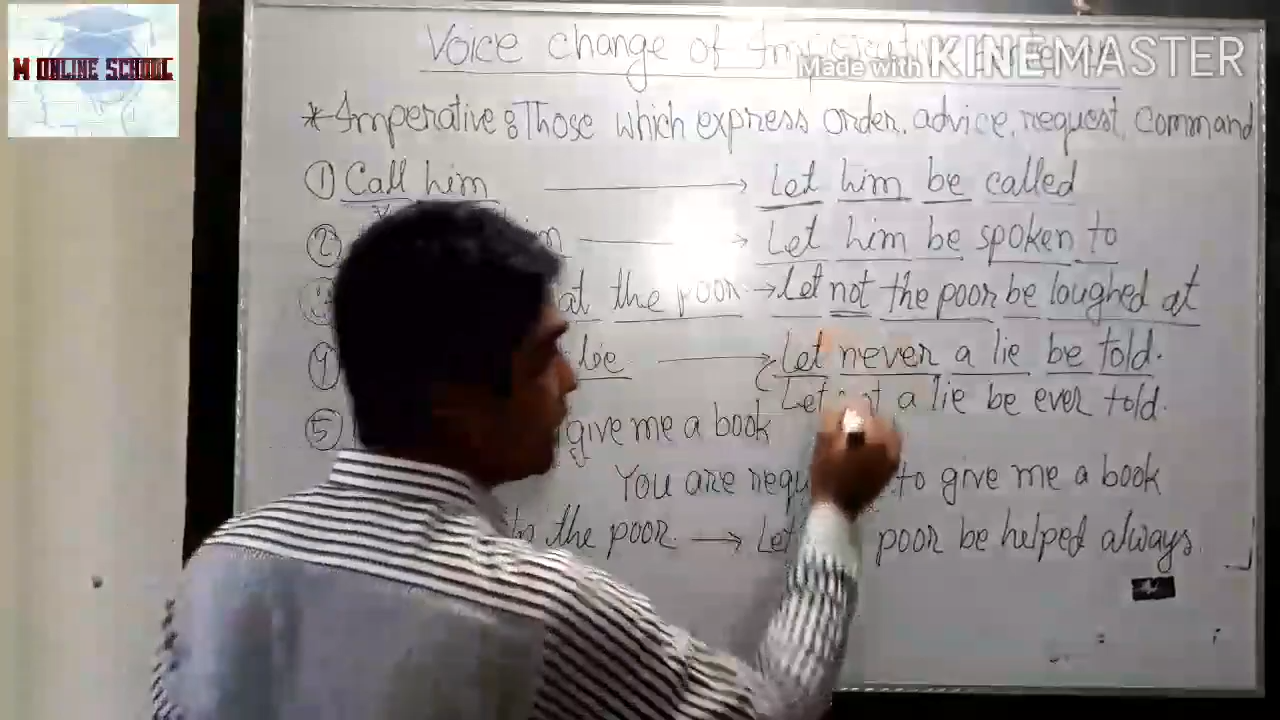 M ONLINE SCHOOL
Voice change of
Made with KINEMASTER
*Imperative : Those which express order, advice, request, Command
① Call him → Let him be called
② → Let him be spoken to
at the poor → Let not the poor be loughed at
④ lie → Let never a lie be told.
Let a lie be ever told.
⑤ give me a book
You are to give me a book
the poor. → Let poor be helped always.